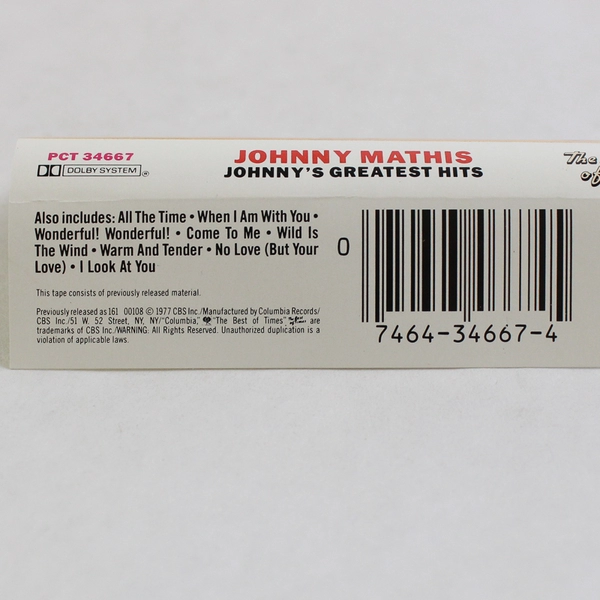 PCT 34667
DOLBY SYSTEM ®
JOHNNY MATHIS
JOHNNY'S GREATEST HITS
The
of
Also includes: All The Time • When I Am With You •
Wonderful! Wonderful! • Come To Me • Wild Is
The Wind • Warm And Tender • No Love (But Your
Love) • I Look At You
This tape consists of previously released material.
Previously released as 161 00108 © 1977 CBS Inc./Manufactured by Columbia Records/
CBS Inc./51 W. 52 Street, NY, NY/"Columbia," "The Best of Times" are
trademarks of CBS Inc./WARNING: All Rights Reserved. Unauthorized duplication is a
violation of applicable laws.
0
7464-34667-4